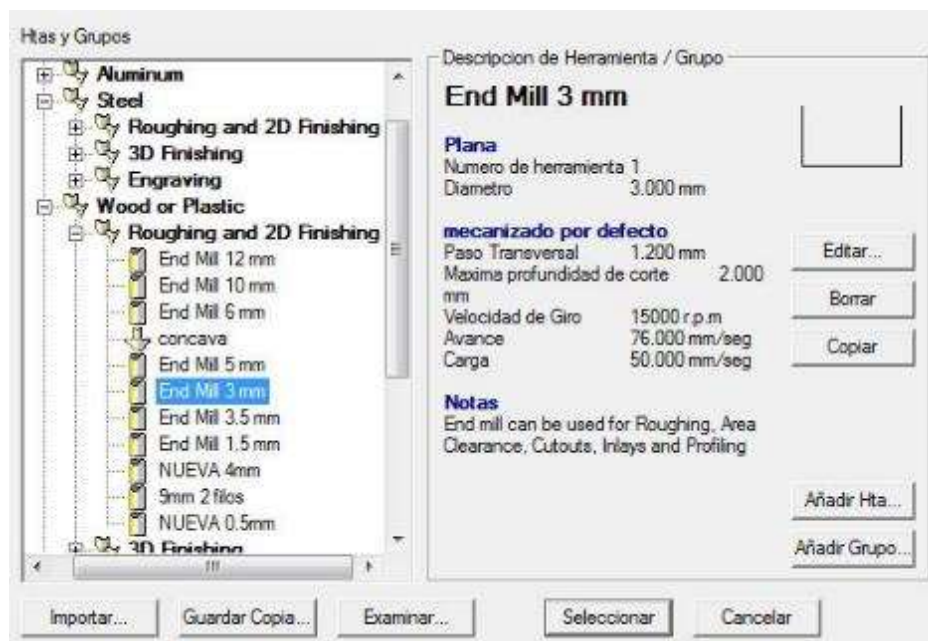 Htas y Grupos
Aluminum
Steel
Roughing and 2D Finishing
3D Finishing
Engraving
Wood or Plastic
Roughing and 2D Finishing
End Mill 12 mm
End Mill 10 mm
End Mill 6 mm
concava
End Mill 5 mm
End Mill 3 mm
End Mill 3.5 mm
End Mill 1.5 mm
NUEVA 4mm
9mm 2 filos
NUEVA 0.5mm
3D Finishing
Descripcion de Herramienta / Grupo
End Mill 3 mm
Plana
Numero de herramienta 1
Diametro 3.000 mm
mecanizado por defecto
Paso Transversal 1.200 mm
Maxima profundidad de corte 2.000
mm
Velocidad de Giro 15000 r.p.m
Avance 76.000 mm/seg
Carga 50.000 mm/seg
Notas
End mill can be used for Roughing, Area
Clearance, Cutouts, Inlays and Profiling
Editar...
Borrar
Copiar
Añadir Hta...
Añadir Grupo...
Importar... Guardar Copia... Examinar... Seleccionar Cancelar